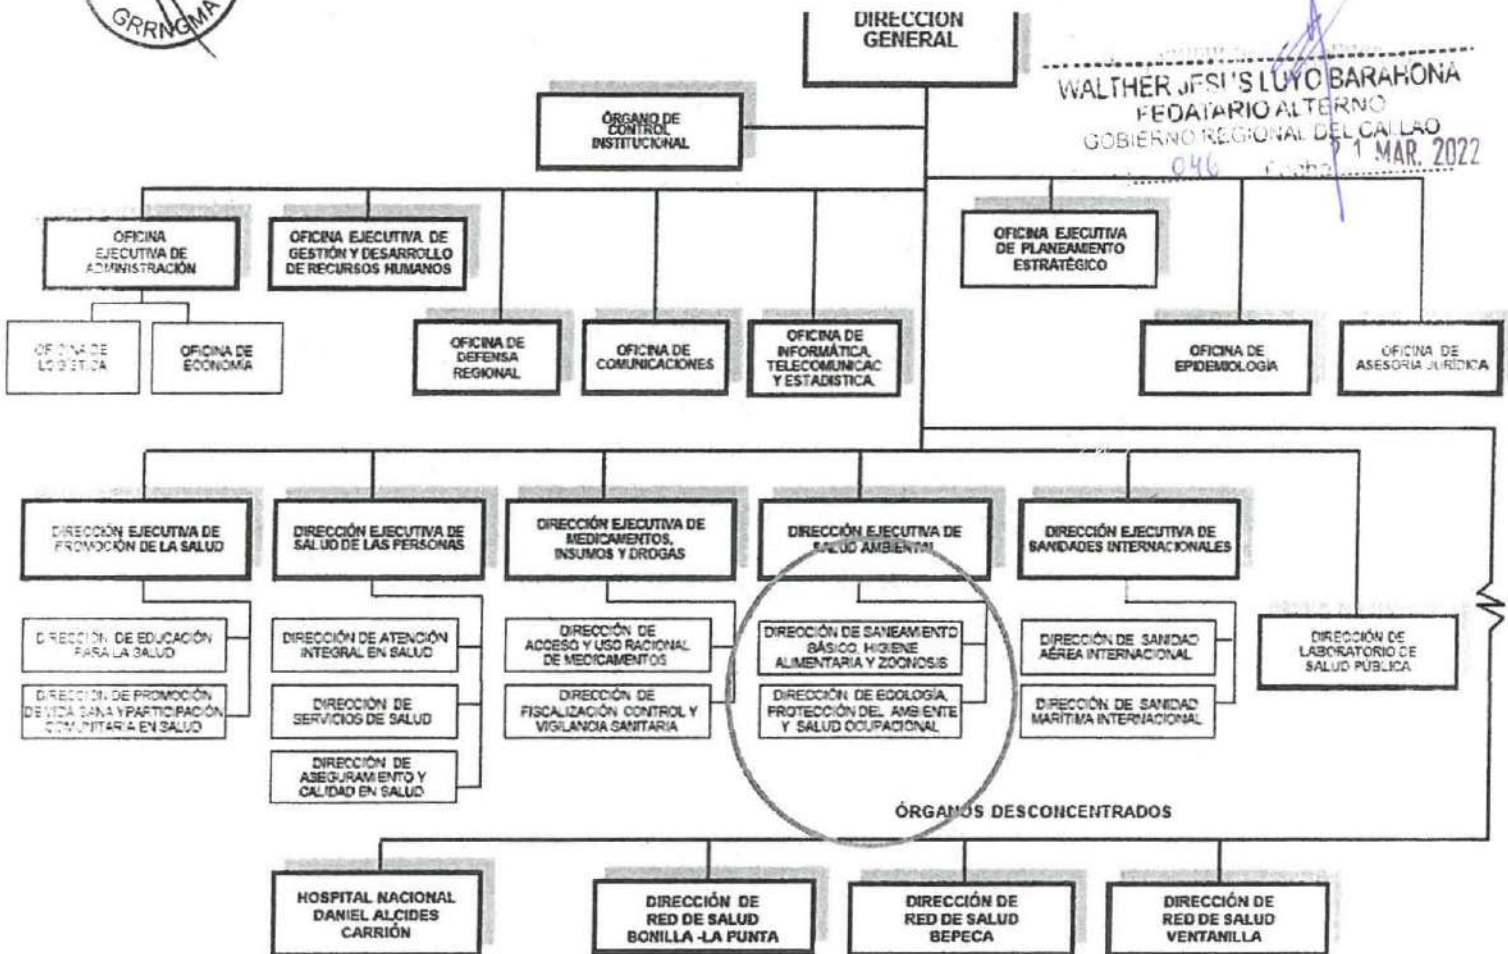 GRRNGMA
DIRECCIÓN
GENERAL
WALTHER JESUS LUYO BARAHONA
FEDATARIO ALTERNO
GOBIERNO REGIONAL DEL CALLAO
046 21 MAR. 2022
ÓRGANO DE
CONTROL
INSTITUCIONAL
OFICINA
EJECUTIVA DE
ADMINISTRACIÓN
OFICINA EJECUTIVA DE
GESTIÓN Y DESARROLLO
DE RECURSOS HUMANOS
OFICINA EJECUTIVA
DE PLANEAMIENTO
ESTRATÉGICO
OFICINA DE
LOGISTICA
OFICINA DE
ECONOMÍA
OFICINA DE
DEFENSA
REGIONAL
OFICINA DE
COMUNICACIONES
OFICINA DE
INFORMÁTICA,
TELECOMUNICAC
Y ESTADISTICA.
OFICINA DE
EPIDEMIOLOGÍA
OFICINA DE
ASESORIA JURÍDICA
DIRECCIÓN EJECUTIVA DE
PROMOCIÓN DE LA SALUD
DIRECCIÓN EJECUTIVA DE
SALUD DE LAS PERSONAS
DIRECCIÓN EJECUTIVA DE
MEDICAMENTOS,
INSUMOS Y DROGAS
DIRECCIÓN EJECUTIVA DE
SALUD AMBIENTAL
DIRECCIÓN EJECUTIVA DE
SANIDADES INTERNACIONALES
DIRECCIÓN DE EDUCACIÓN
PARA LA SALUD
DIRECCIÓN DE ATENCIÓN
INTEGRAL EN SALUD
DIRECCIÓN DE
ACCESO Y USO RACIONAL
DE MEDICAMENTOS
DIRECCIÓN DE SANEAMIENTO
BÁSICO, HIGIENE
ALIMENTARIA Y ZOONOSIS
DIRECCIÓN DE SANIDAD
AÉREA INTERNACIONAL
DIRECCIÓN DE
LABORATORIO DE
SALUD PÚBLICA
DIRECCIÓN DE PROMOCIÓN
DE VIDA SANA Y PARTICIPACIÓN
COMUNITARIA EN SALUD
DIRECCIÓN DE
SERVICIOS DE SALUD
DIRECCIÓN DE
FISCALIZACIÓN CONTROL Y
VIGILANCIA SANITARIA
DIRECCIÓN DE ECOLOGÍA,
PROTECCIÓN DEL AMBIENTE
Y SALUD OCUPACIONAL
DIRECCIÓN DE SANIDAD
MARÍTIMA INTERNACIONAL
DIRECCIÓN DE
ASEGURAMIENTO Y
CALIDAD EN SALUD
ÓRGANOS DESCONCENTRADOS
HOSPITAL NACIONAL
DANIEL ALCIDES
CARRIÓN
DIRECCIÓN DE
RED DE SALUD
BONILLA -LA PUNTA
DIRECCIÓN DE
RED DE SALUD
BEPECA
DIRECCIÓN DE
RED DE SALUD
VENTANILLA